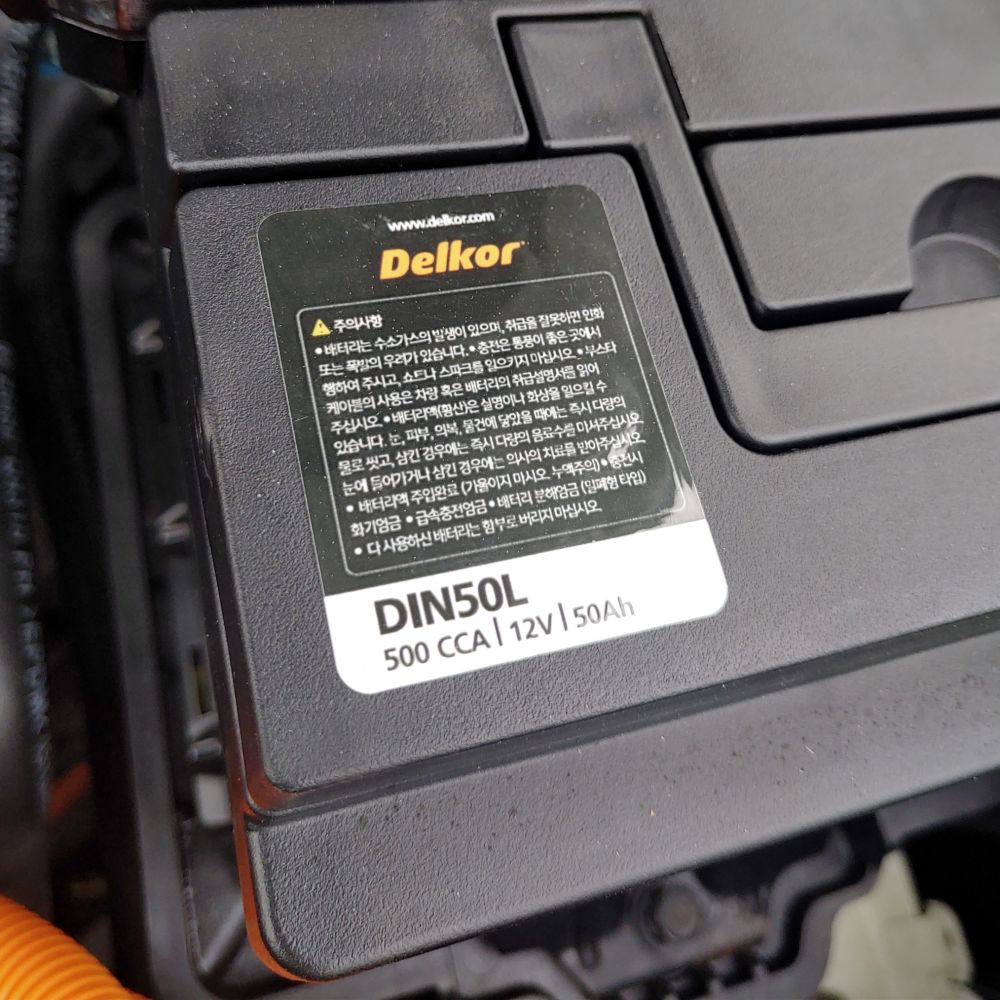 www.delkor.com
Delkor
주의사항
• 배터리는 수소가스의 발생이 있으며, 취급을 잘못하면 인화
또는 폭발의 우려가 있습니다. • 충전은 통풍이 좋은 곳에서
행하여 주시고, 쇼트나 스파크를 일으키지 마십시오. • 부스타
케이블의 사용은 차량 혹은 배터리의 취급설명서를 읽어
주십시오. • 배터리액(황산)은 실명이나 화상을 일으킬 수
있습니다. 눈, 피부, 의복, 물건에 닿았을 때에는 즉시 다량의
물로 씻고, 삼킨 경우에는 즉시 다량의 음료수를 마셔주십시오.
눈에 들어가거나 삼킨 경우에는 의사의 치료를 받아주십시오.
• 배터리액 주입완료 (기울이지 마시오. 누액주의) • 충전시
화기엄금 • 급속충전엄금 • 배터리 분해엄금 (밀폐형 타입)
• 다 사용하신 배터리는 함부로 버리지 마십시오.
DIN50L
500 CCA | 12V | 50Ah